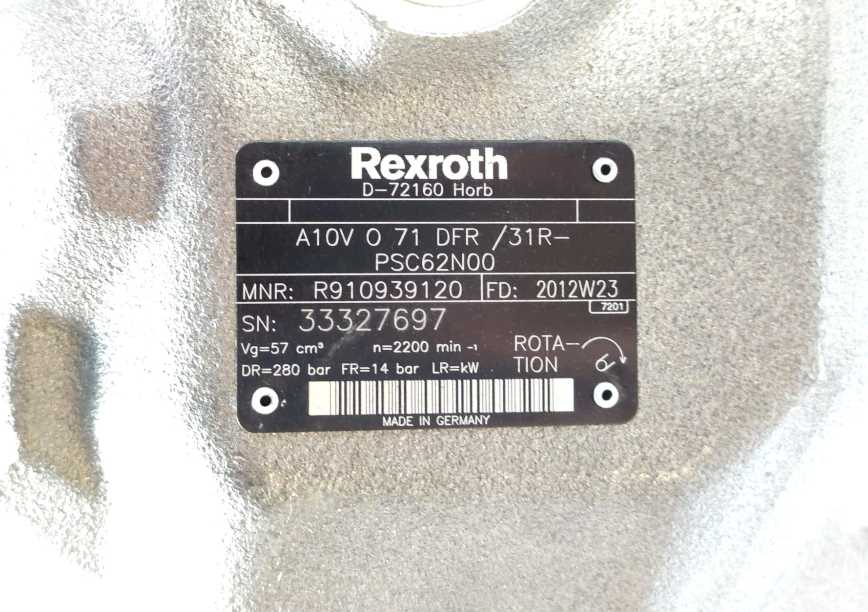 Rexroth
D-72160 Horb
A10V O 71 DFR /31R-
PSC62N00
MNR: R910939120 FD: 2012W23
7201
SN: 33327697
Vg=57 cm³ n=2200 min -1
ROTA-
TION
DR=280 bar FR=14 bar LR=kW
MADE IN GERMANY